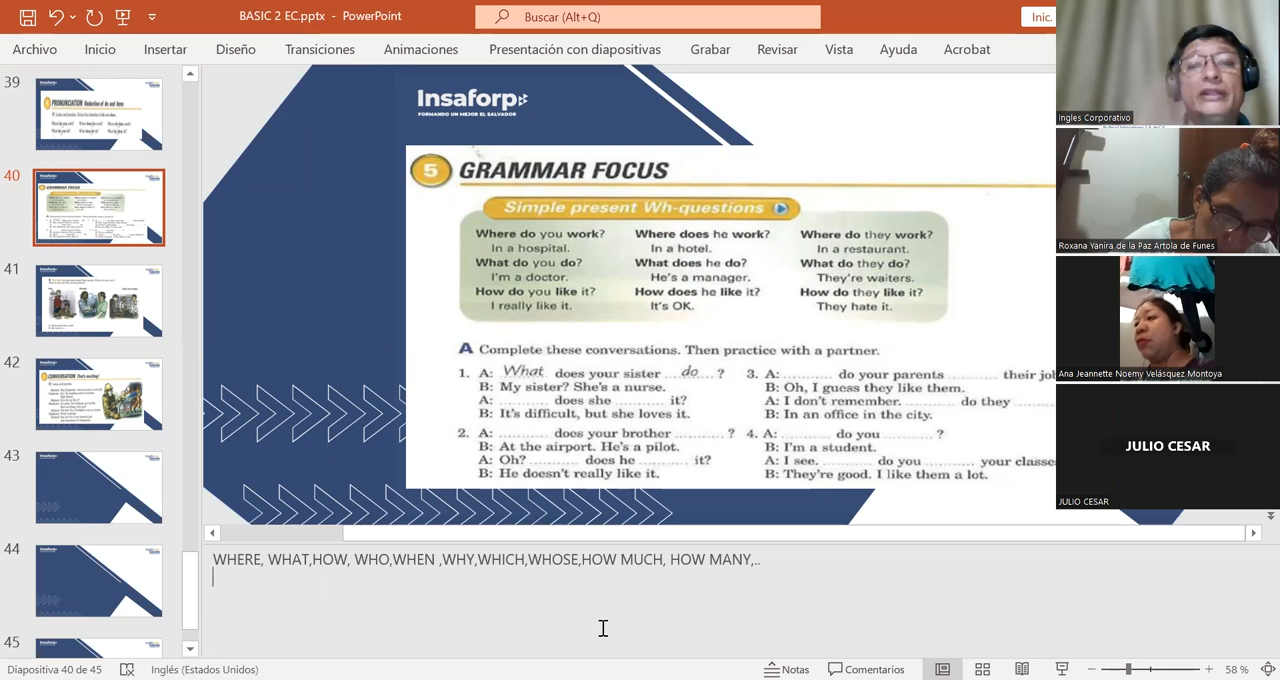 BASIC 2 EC.pptx - PowerPoint
Buscar (Alt+Q)
Inic.
Archivo Inicio Insertar Diseño Transiciones Animaciones Presentación con diapositivas Grabar Revisar Vista Ayuda Acrobat
39
PRONUNCIATION
40
GRAMMAR FOCUS
41
42
CONVERSATION
43
44
45
Insaforp
FORMANDO UN MEJOR EL SALVADOR
5 GRAMMAR FOCUS
Simple present Wh-questions
Where do you work? Where does he work? Where do they work?
In a hospital. In a hotel. In a restaurant.
What do you do? What does he do? What do they do?
I'm a doctor. He's a manager. They're waiters.
How do you like it? How does he like it? How do they like it?
I really like it. It's OK. They hate it.
A Complete these conversations. Then practice with a partner.
1. A: What does your sister do ?
B: My sister? She's a nurse.
A: ........ does she ........ it?
B: It's difficult, but she loves it.
2. A: ........ does your brother ........ ?
B: At the airport. He's a pilot.
A: Oh? ........ does he ........ it?
B: He doesn't really like it.
3. A: ........ do your parents ........ their jo
B: Oh, I guess they like them.
A: I don't remember. ........ do they ........
B: In an office in the city.
4. A: ........ do you ........ ?
B: I'm a student.
A: I see. ........ do you ........ your classe
B: They're good. I like them a lot.
Ingles Corporativo
Roxana Yanira de la Paz Artola de Funes
Ana Jeannette Noemy Velásquez Montoya
JULIO CESAR
JULIO CESAR
WHERE, WHAT,HOW, WHO,WHEN ,WHY,WHICH,WHOSE,HOW MUCH, HOW MANY,..
Diapositiva 40 de 45 Inglés (Estados Unidos) Notas Comentarios 58 %